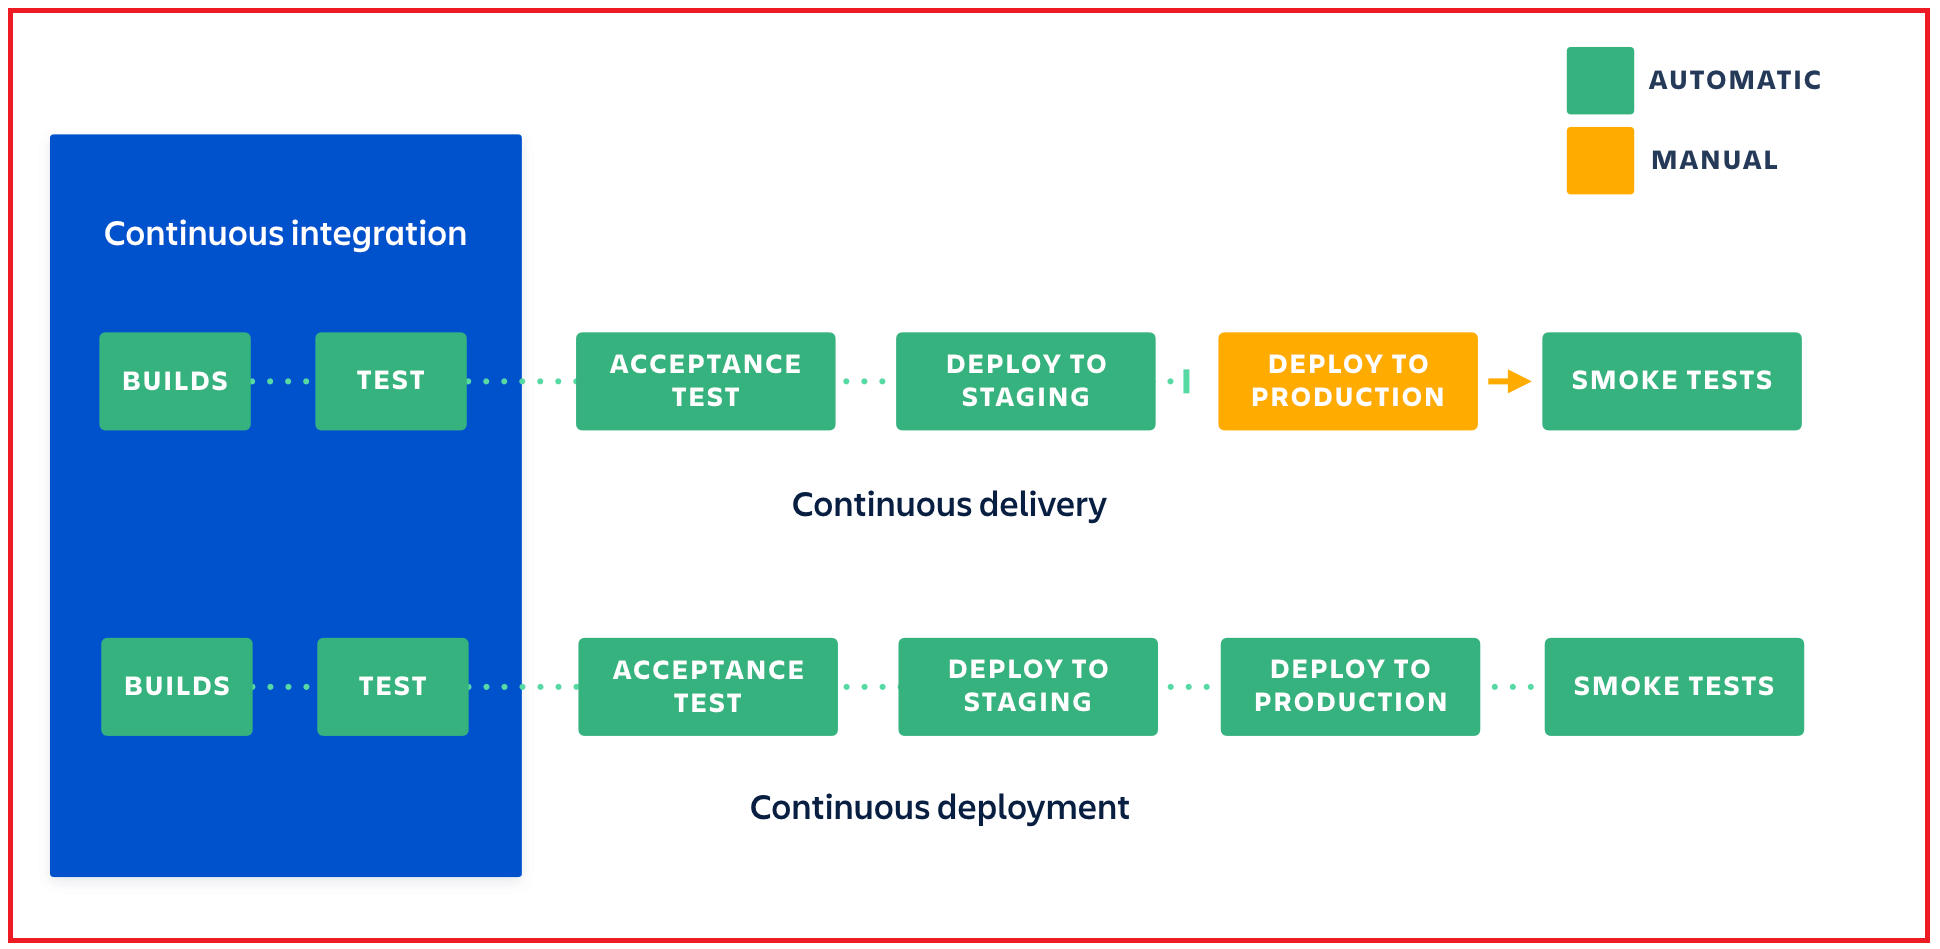 AUTOMATIC
MANUAL
Continuous integration
BUILDS
TEST
ACCEPTANCE
TEST
DEPLOY TO
STAGING
DEPLOY TO
PRODUCTION
SMOKE TESTS
Continuous delivery
BUILDS
TEST
ACCEPTANCE
TEST
DEPLOY TO
STAGING
DEPLOY TO
PRODUCTION
SMOKE TESTS
Continuous deployment